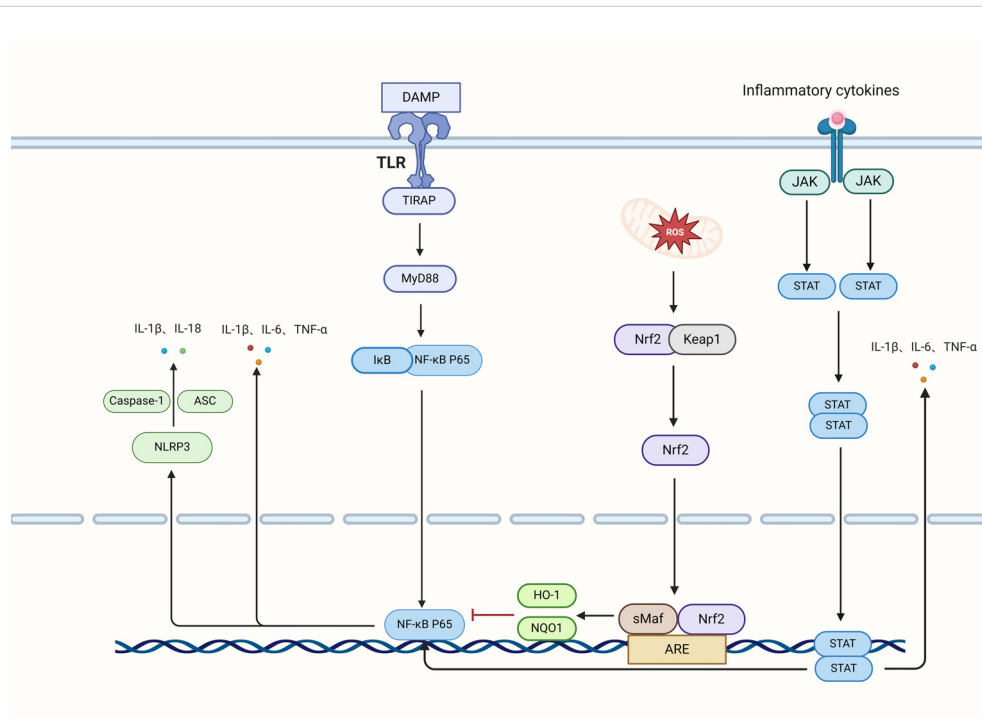 DAMP
TLR
TIRAP
MyD88
IκB
NF-κB P65
IL-1β、IL-18
IL-1β、IL-6、TNF-α
Caspase-1
ASC
NLRP3
ROS
Nrf2
Keap1
Nrf2
Inflammatory cytokines
JAK
JAK
STAT
STAT
IL-1β、IL-6、TNF-α
STAT
STAT
NF-κB P65
HO-1
NQO1
sMaf
Nrf2
ARE
STAT
STAT